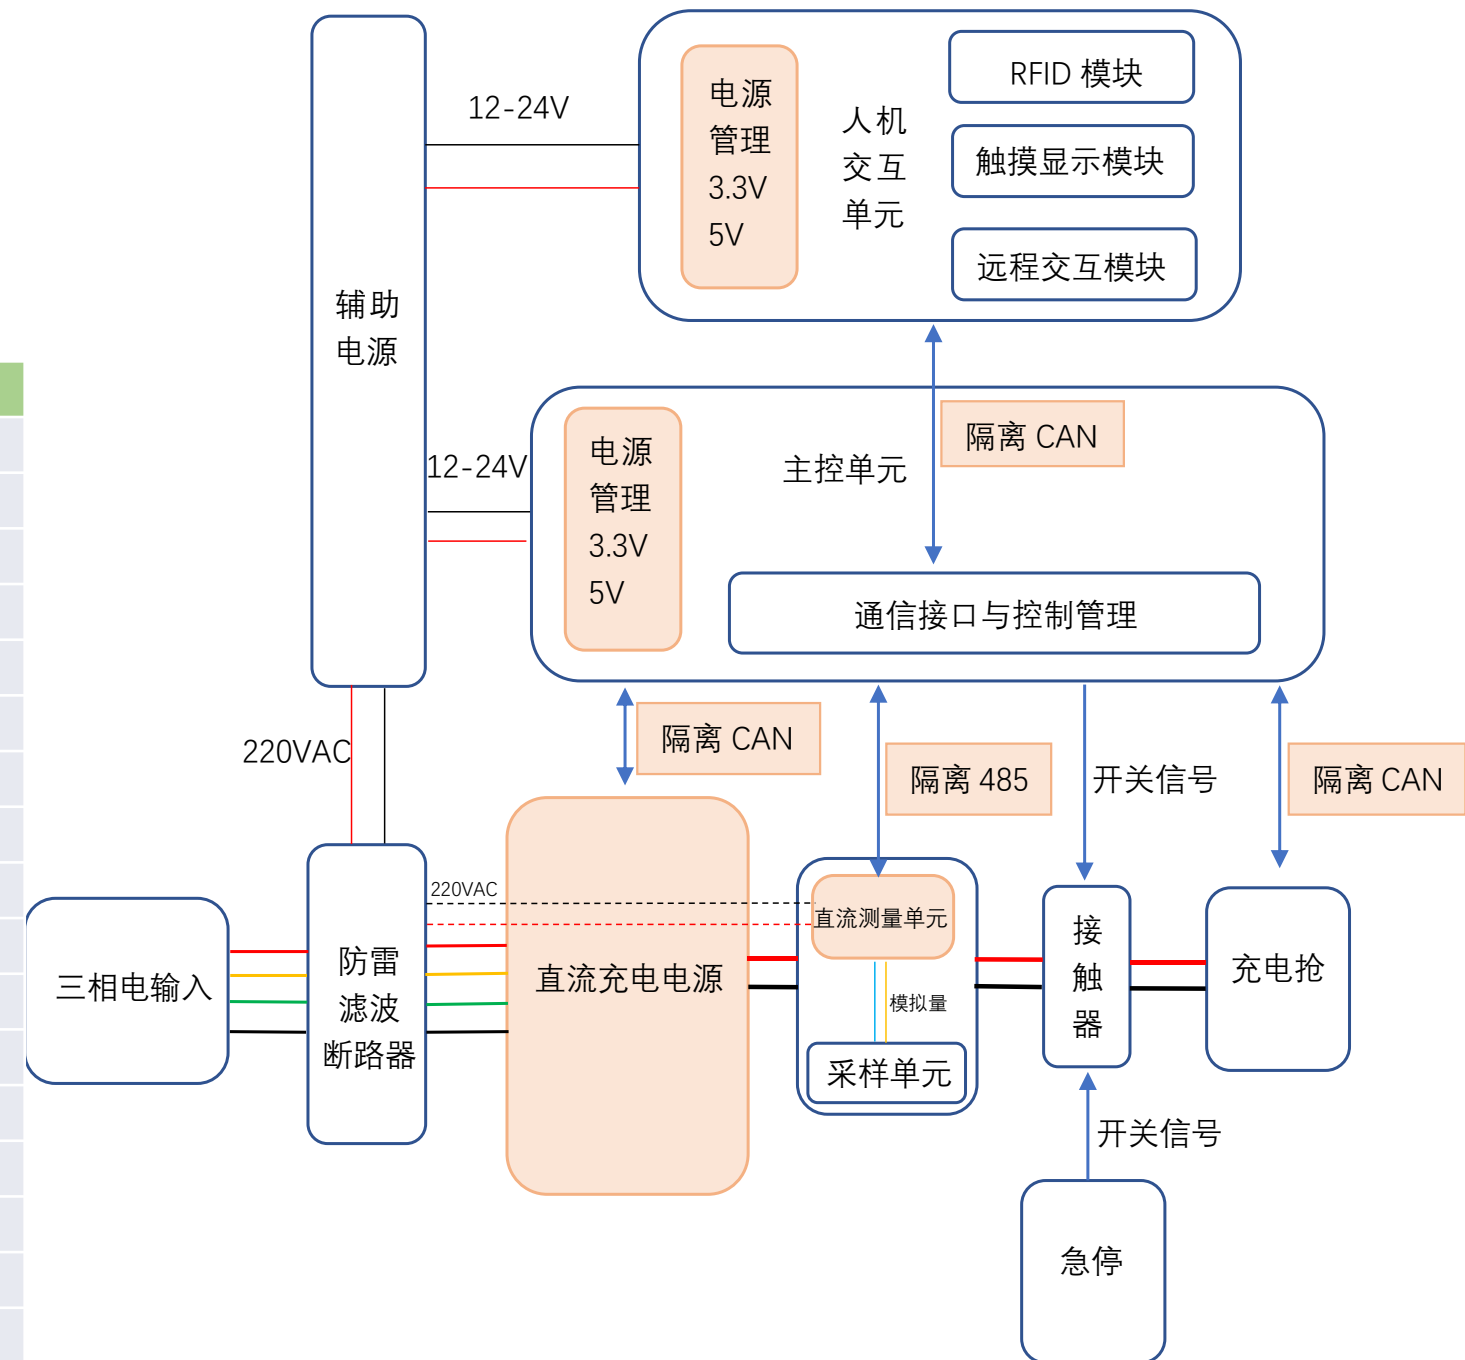 12-24V
电源
管理
3.3V
5V
人机
交互
单元
RFID 模块
触摸显示模块
远程交互模块
辅助
电源
隔离 CAN
12-24V
电源
管理
3.3V
5V
主控单元
通信接口与控制管理
220VAC
隔离 CAN
隔离 485
开关信号
隔离 CAN
三相电输入
防雷
滤波
断路器
220VAC
直流充电电源
直流测量单元
模拟量
采样单元
接
触
器
充电抢
开关信号
急停